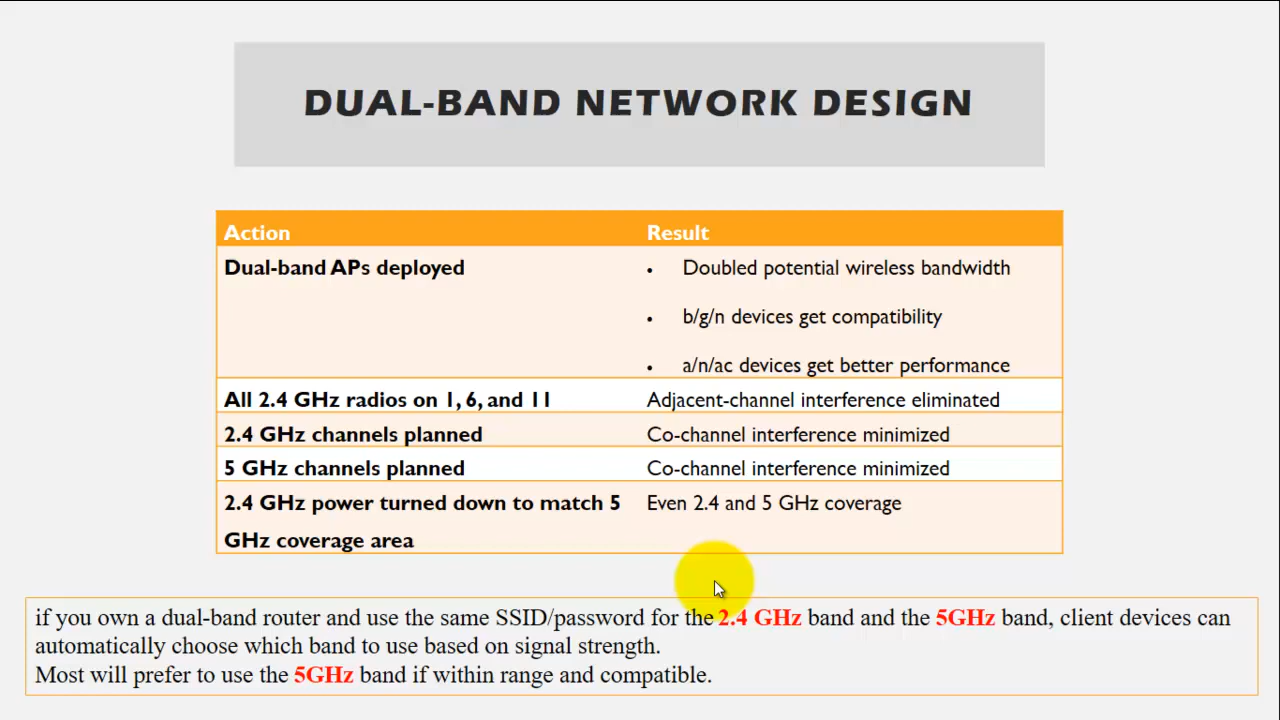 DUAL-BAND NETWORK DESIGN
Action Result
Dual-band APs deployed
• Doubled potential wireless bandwidth
• b/g/n devices get compatibility
• a/n/ac devices get better performance
All 2.4 GHz radios on 1, 6, and 11 Adjacent-channel interference eliminated
2.4 GHz channels planned Co-channel interference minimized
5 GHz channels planned Co-channel interference minimized
2.4 GHz power turned down to match 5 Even 2.4 and 5 GHz coverage
GHz coverage area
if you own a dual-band router and use the same SSID/password for the 2.4 GHz band and the 5GHz band, client devices can
automatically choose which band to use based on signal strength.
Most will prefer to use the 5GHz band if within range and compatible.